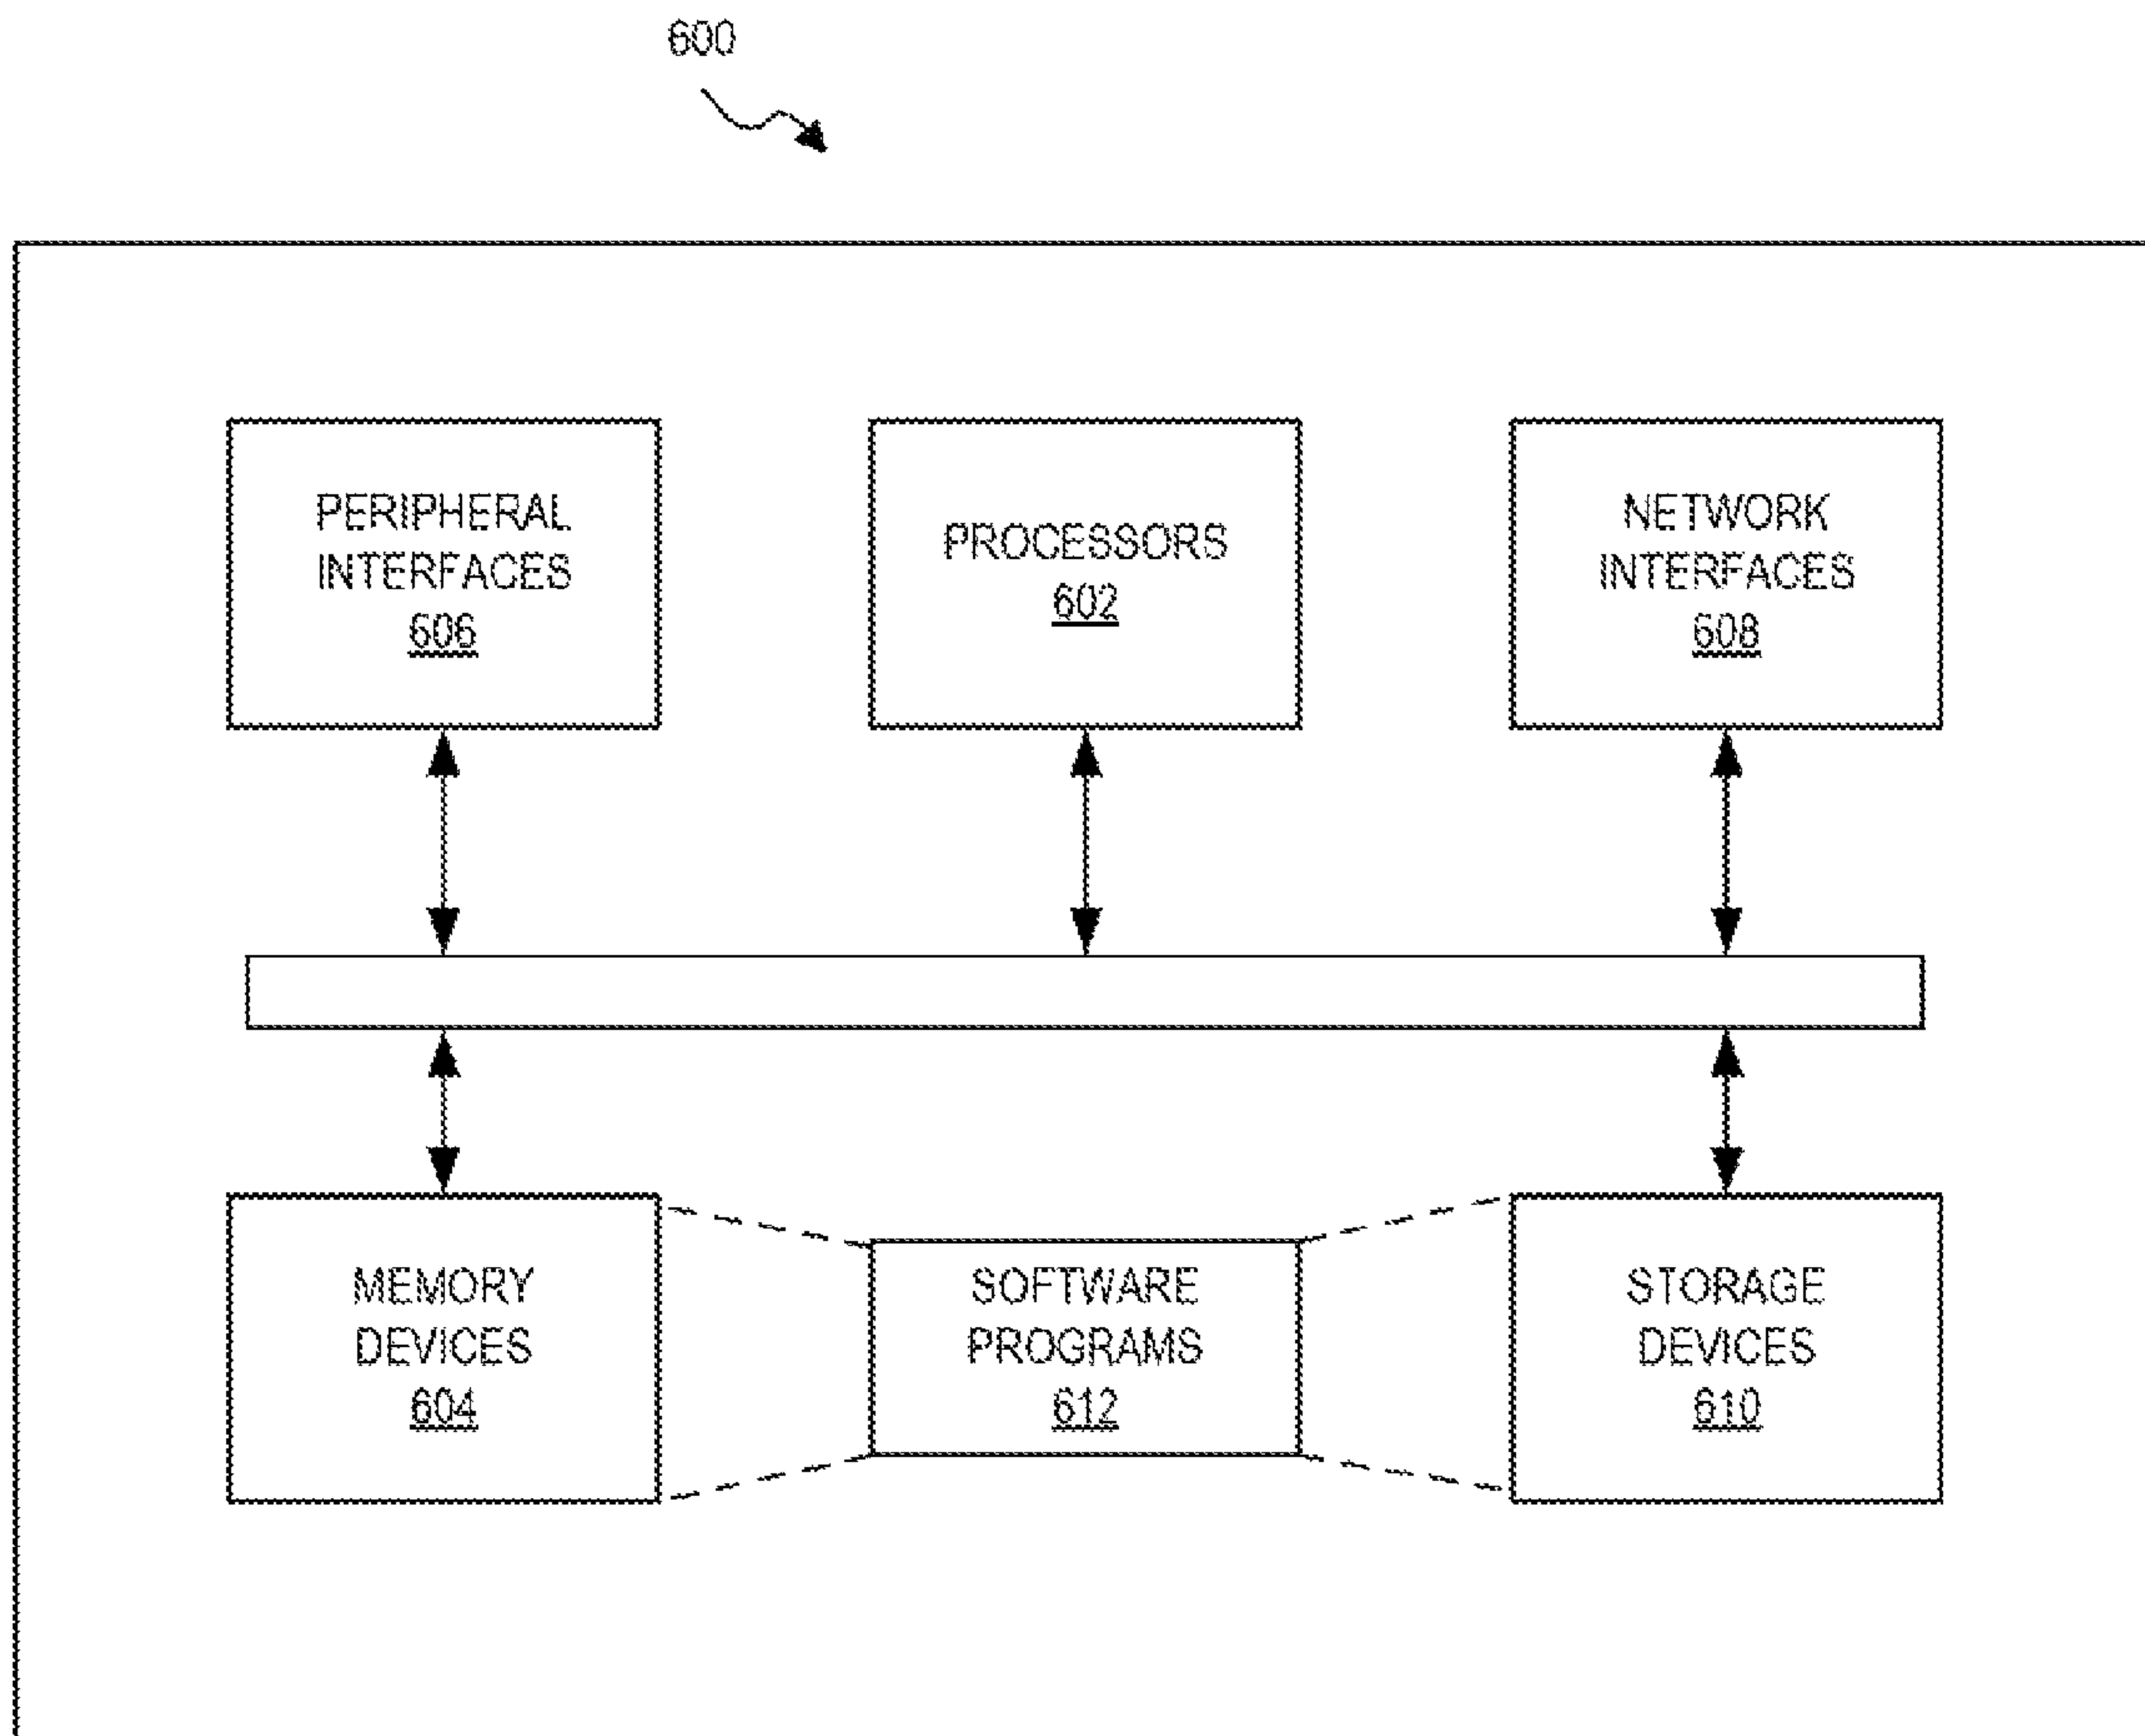 600
PERIPHERAL
INTERFACES
606
PROCESSORS
602
NETWORK
INTERFACES
608
MEMORY
DEVICES
604
SOFTWARE
PROGRAMS
612
STORAGE
DEVICES
610